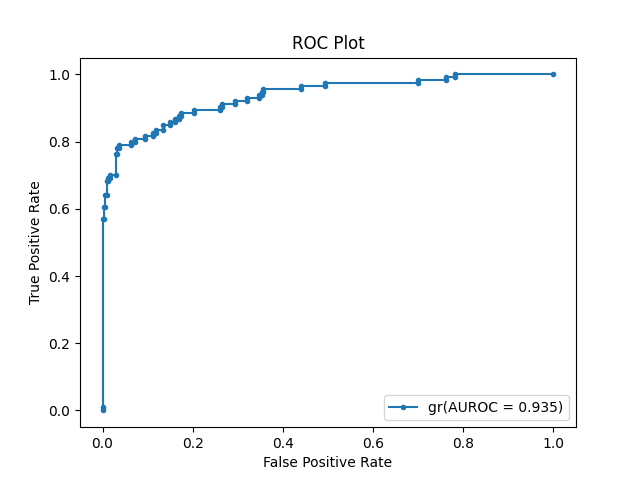 ROC Plot
True Positive Rate
1.0
0.8
0.6
0.4
0.2
0.0
gr(AUROC = 0.935)
0.0 0.2 0.4 0.6 0.8 1.0
False Positive Rate